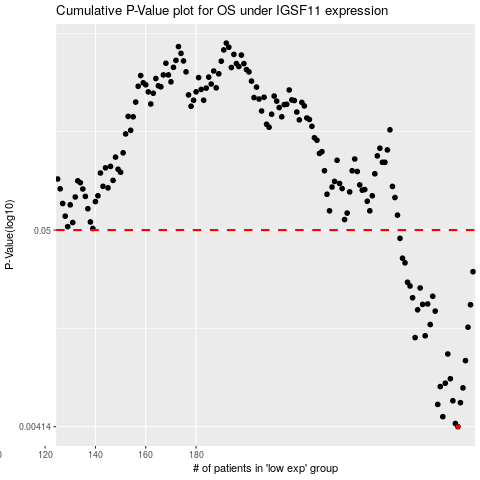 Cumulative P-Value plot for OS under IGSF11 expression
P-Value(log10)
0.05
0.00414
0
120
140
160
180
# of patients in 'low exp' group